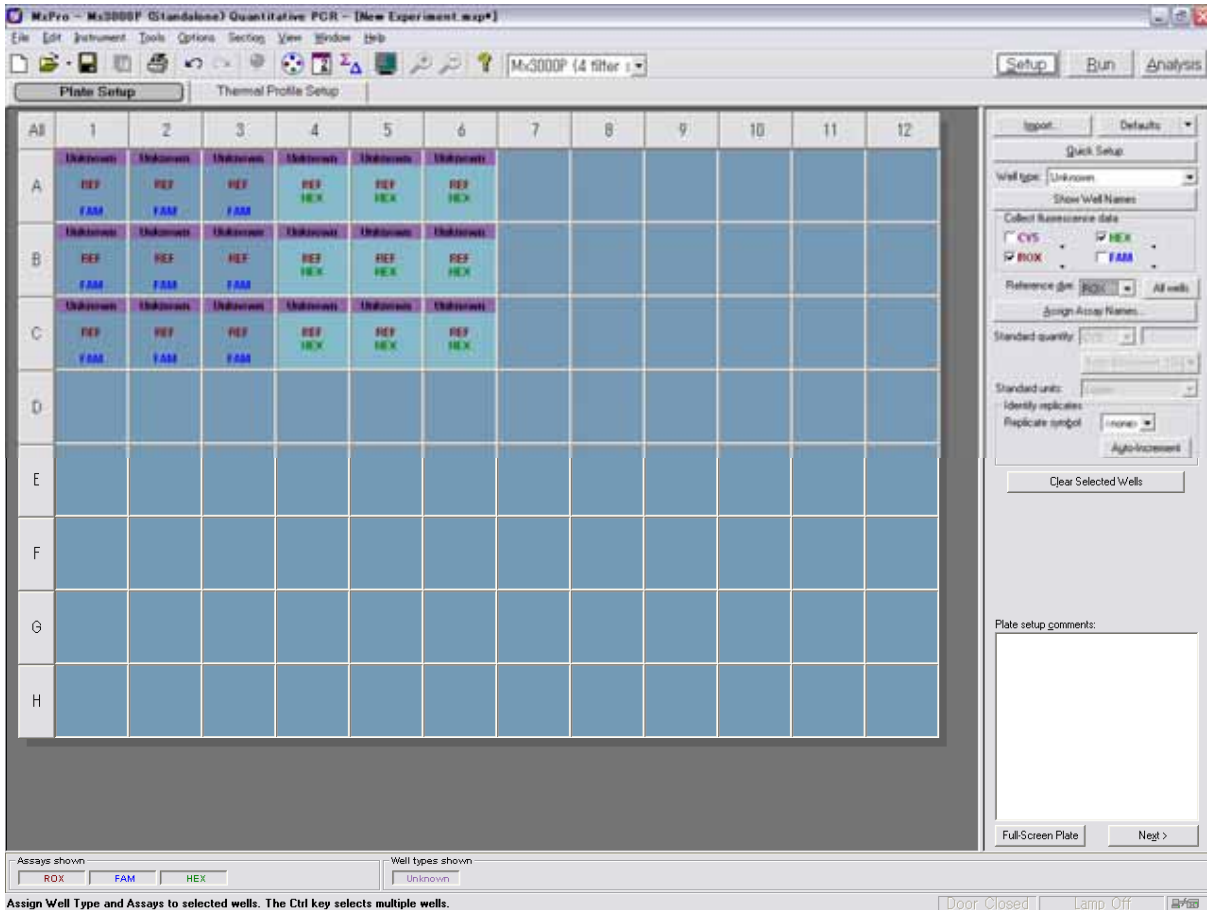 MxPro - Mx3000P (Standalone) Quantitative PCR - [New Experiment.mxp*]
File Edit Instrument Tools Options Section View Window Help
Mx3000P (4 filter s
Setup Run Analysis
Plate Setup Thermal Profile Setup
All 1 2 3 4 5 6 7 8 9 10 11 12
Unknown Unknown Unknown Unknown Unknown Unknown
A REF REF REF REF REF REF
HEX HEX HEX
FAM FAM FAM
Unknown Unknown Unknown Unknown Unknown Unknown
B REF REF REF REF REF REF
HEX HEX HEX
FAM FAM FAM
Unknown Unknown Unknown Unknown Unknown Unknown
C REF REF REF REF REF REF
HEX HEX HEX
FAM FAM FAM
D
E
F
G
H
Import... Defaults
Quick Setup
Well type: Unknown
Show Well Names
Collect fluorescence data
CY5 HEX
ROX FAM
Reference dye: ROX All wells
Assign Assay Names...
Standard quantity: CY5
Standard units:
Identify replicates
Replicate symbol <none>
Auto-Increment
Clear Selected Wells
Plate setup comments:
Full-Screen Plate Next >
Assays shown
ROX FAM HEX
Well types shown
Unknown
Assign Well Type and Assays to selected wells. The Ctrl key selects multiple wells.
Door Closed Lamp Off